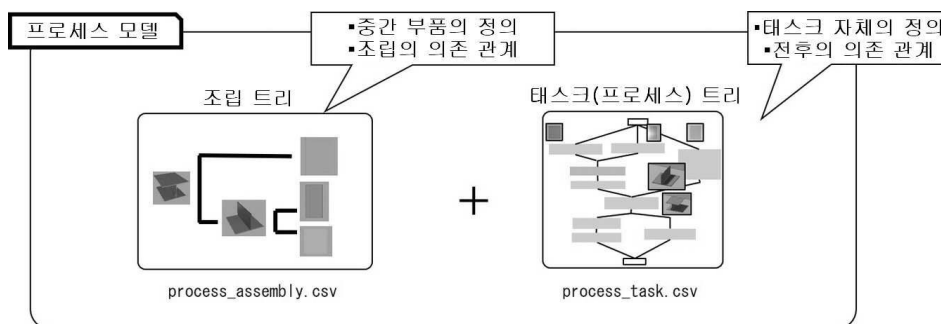 프로세스 모델
▪중간 부품의 정의
▪조립의 의존 관계
▪태스크 자체의 정의
▪전후의 의존 관계
조립 트리
태스크(프로세스) 트리
+
process_assembly.csv
process_task.csv